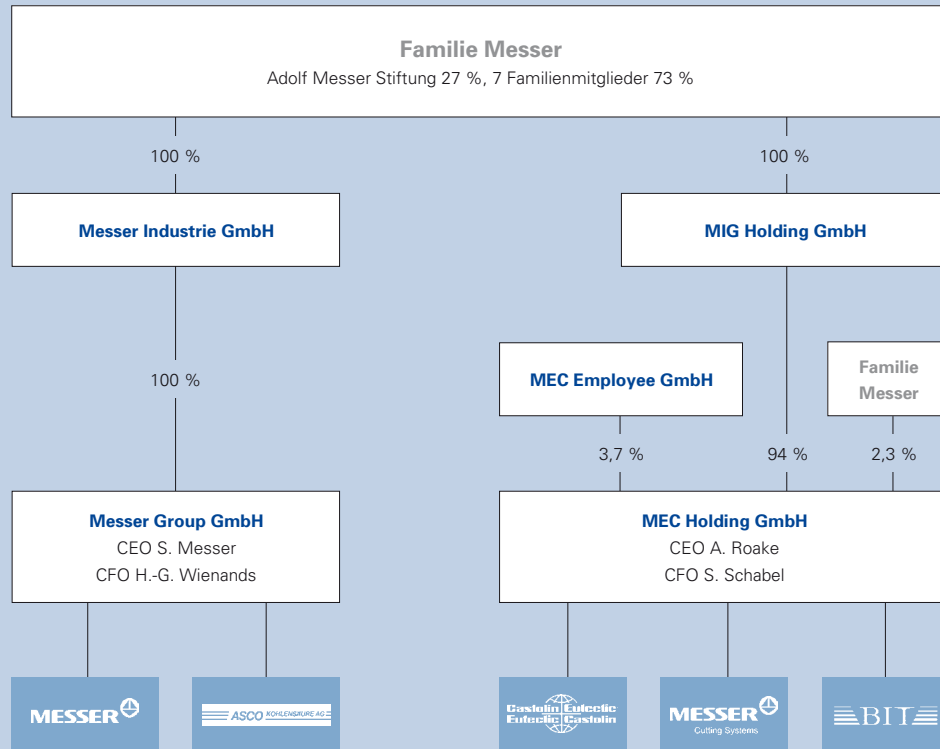 Familie Messer
Adolf Messer Stiftung 27 %, 7 Familienmitglieder 73 %
100 %
100 %
Messer Industrie GmbH
MIG Holding GmbH
100 %
MEC Employee GmbH
Familie
Messer
3,7 %
94 %
2,3 %
Messer Group GmbH
CEO S. Messer
CFO H.-G. Wienands
MEC Holding GmbH
CEO A. Roake
CFO S. Schabel
MESSER
ASCO KOHLENSÄURE AG
Castolin Eutectic
Eutectic Castolin
MESSER
Cutting Systems
BIT